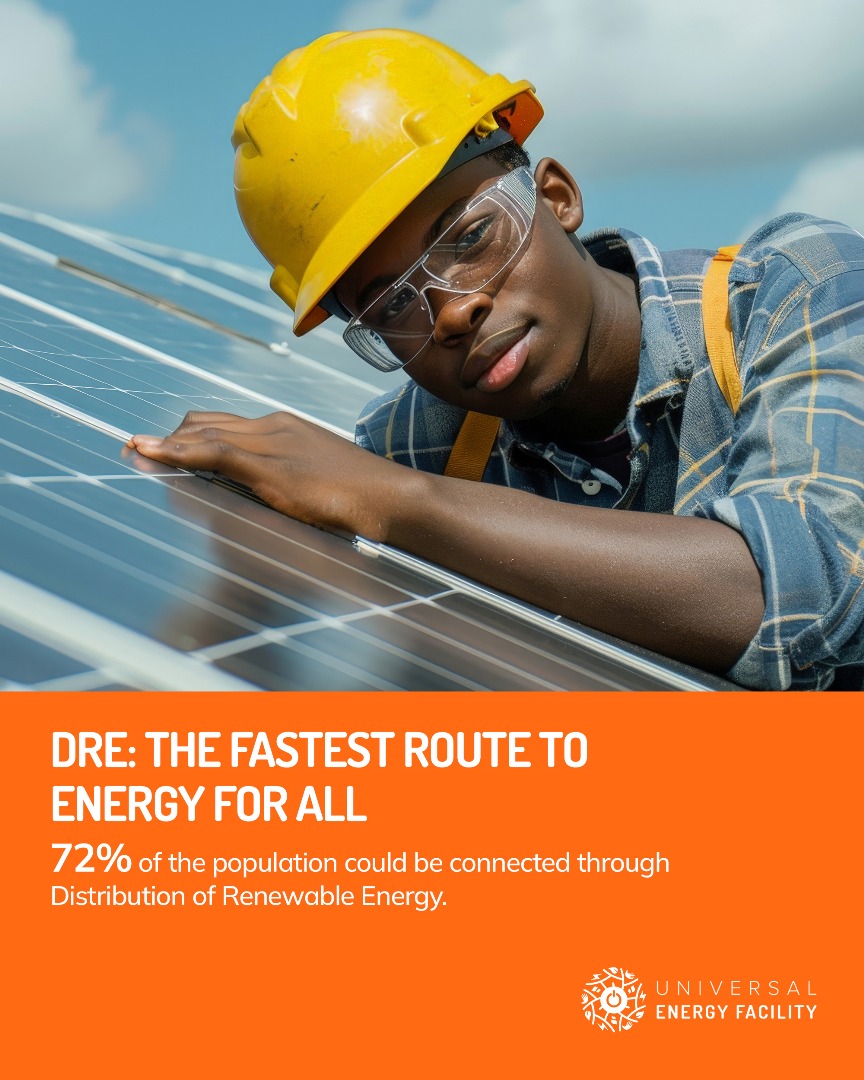 DRE: THE FASTEST ROUTE TO
ENERGY FOR ALL
72% of the population could be connected through
Distribution of Renewable Energy.
UNIVERSAL
ENERGY FACILITY